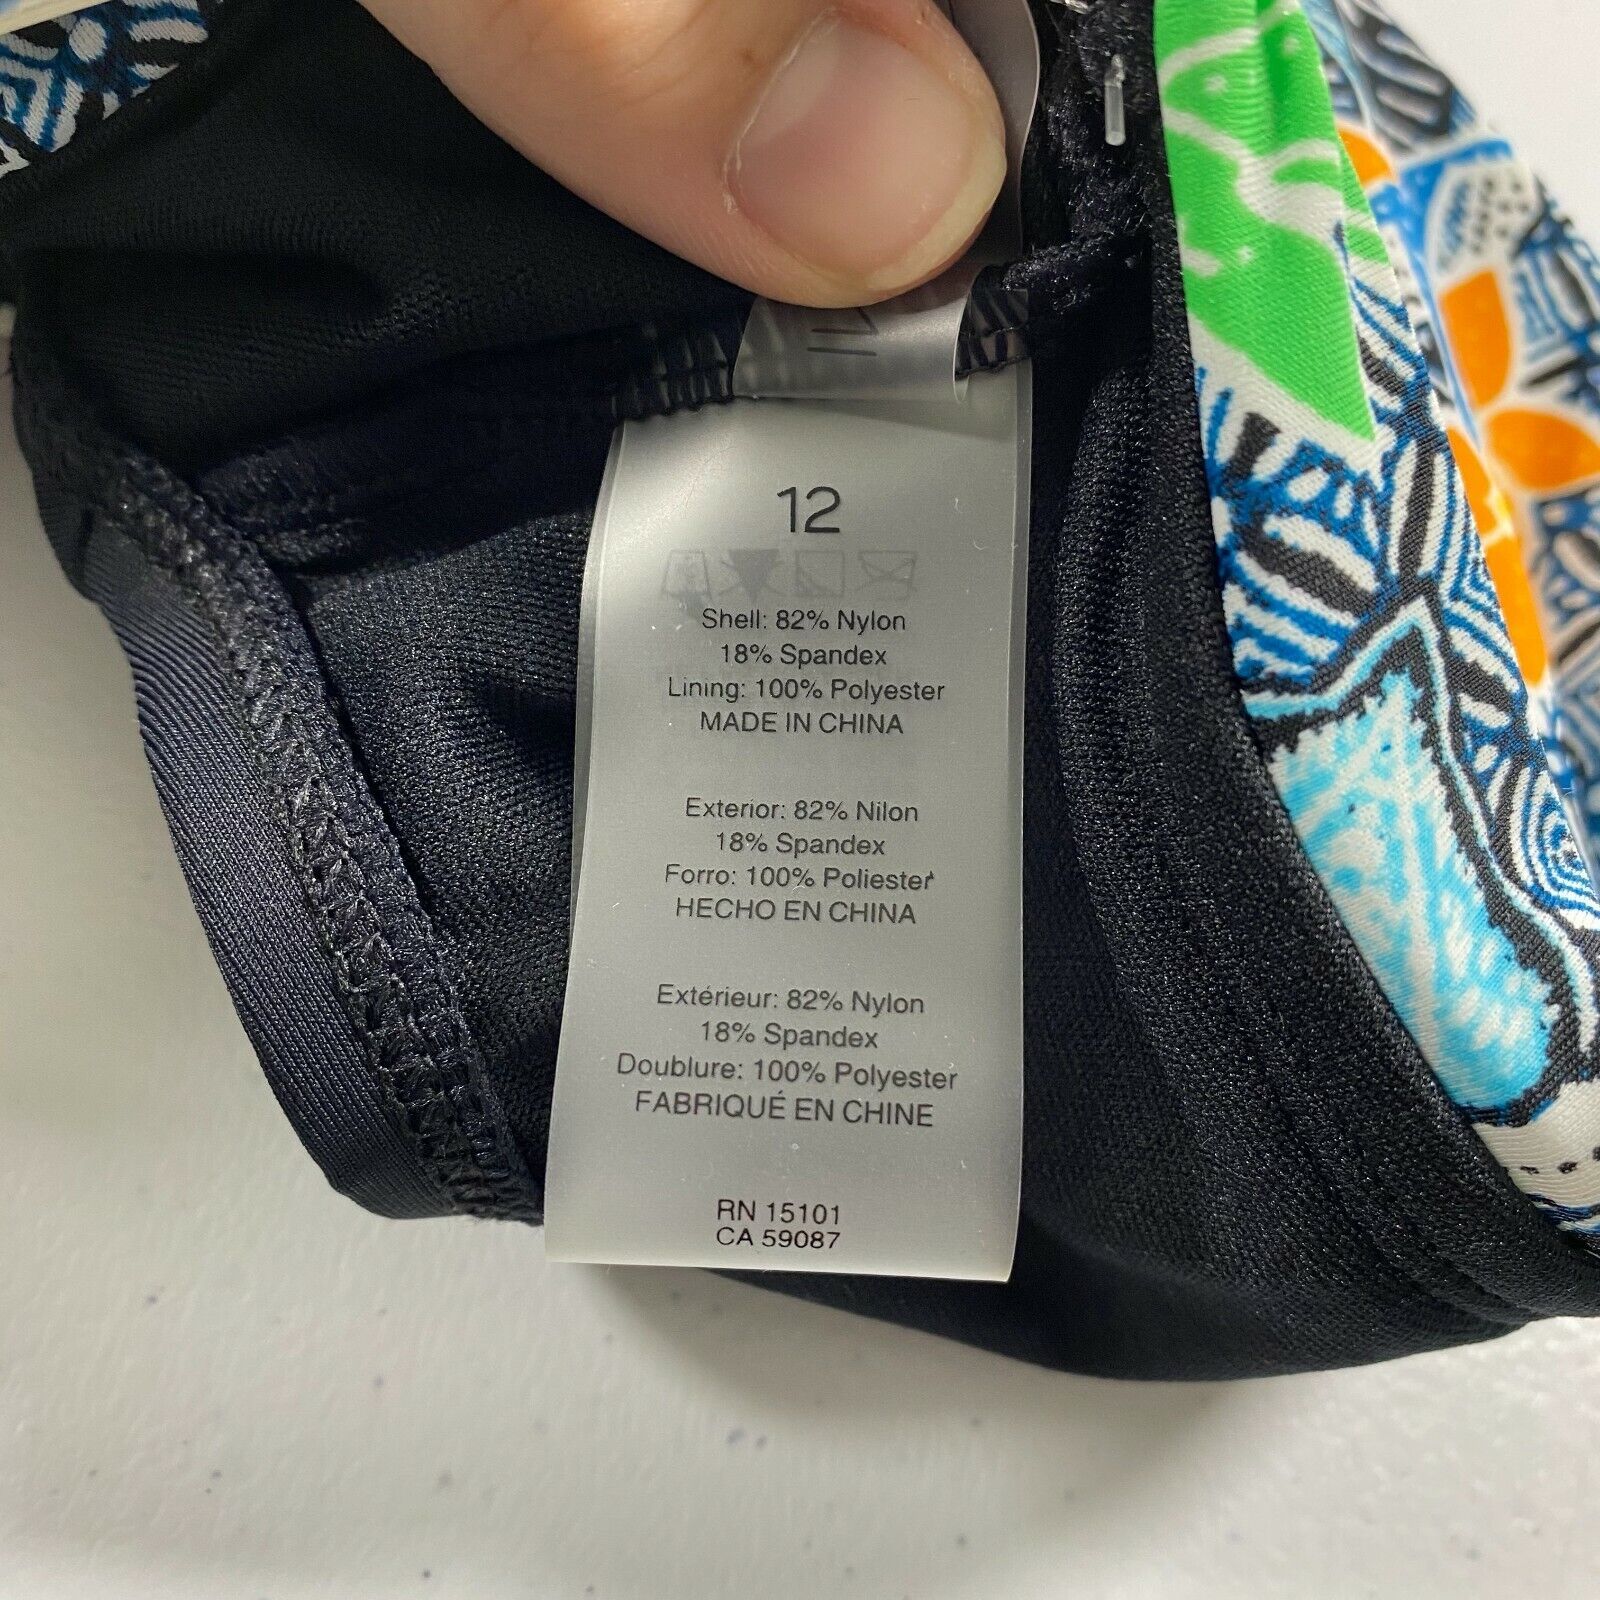 12
Shell: 82% Nylon
18% Spandex
Lining: 100% Polyester
MADE IN CHINA
Exterior: 82% Nilon
18% Spandex
Forro: 100% Poliester
HECHO EN CHINA
Extérieur: 82% Nylon
18% Spandex
Doublure: 100% Polyester
FABRIQUÉ EN CHINE
RN 15101
CA 59087